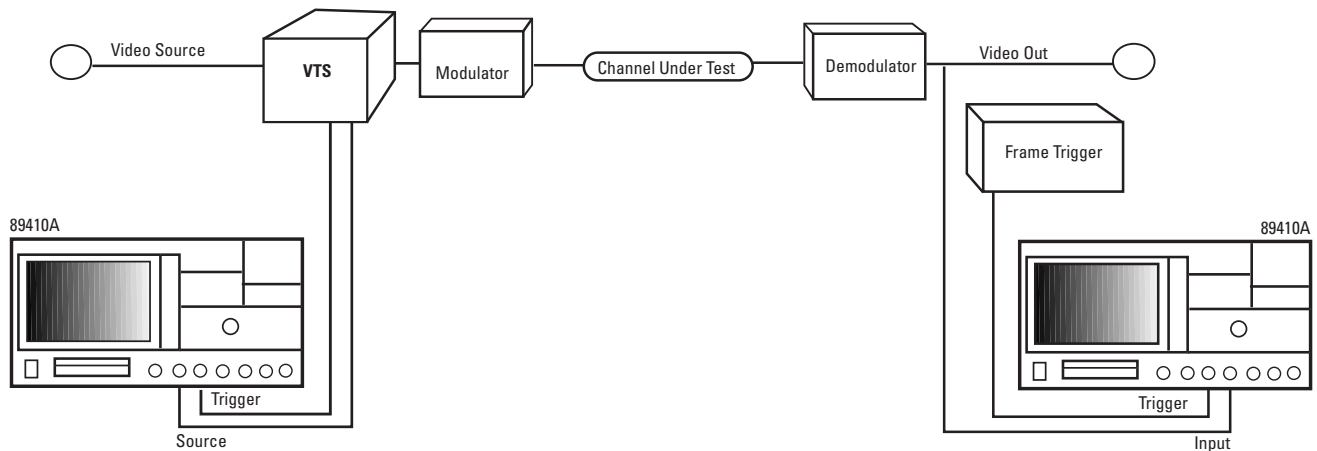 Video Source
VTS
Modulator
Channel Under Test
Demodulator
Video Out
Frame Trigger
89410A
89410A
Trigger
Source
Trigger
Input